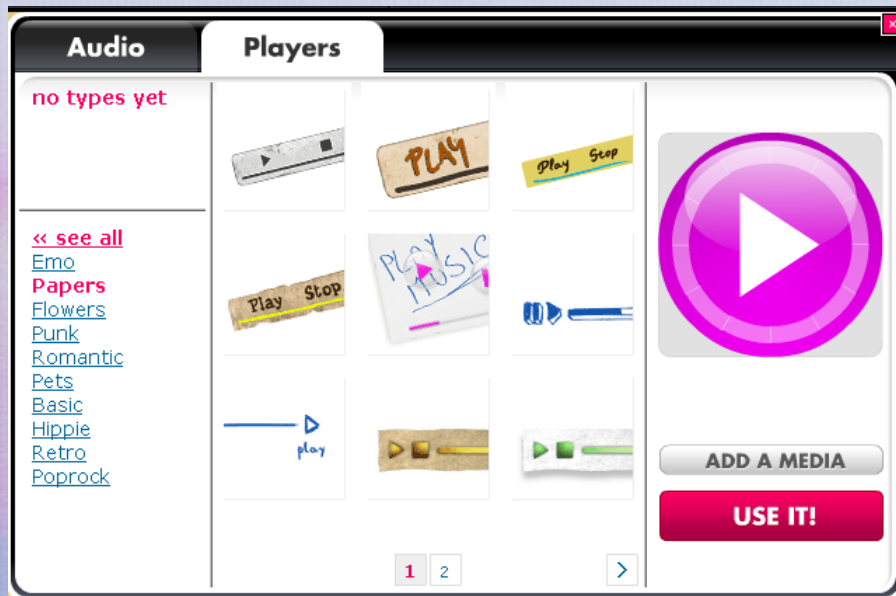 Audio
Players
no types yet
« see all
Emo
Papers
Flowers
Punk
Romantic
Pets
Basic
Hippie
Retro
Poprock
PLAY
Play Stop
Play Stop
PLAY
MUSIC
play
1 2
ADD A MEDIA
USE IT!